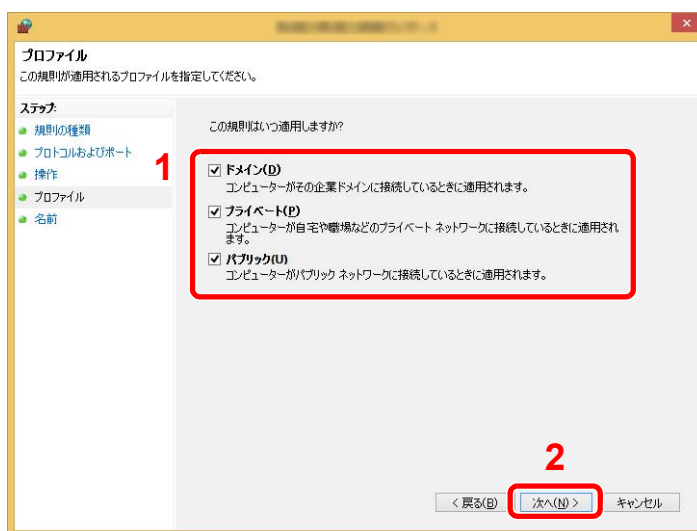 プロファイル
この規則が適用されるプロファイルを指定してください。
ステップ:
規則の種類
プロトコルおよびポート
操作
プロファイル
名前
この規則はいつ適用しますか?
1
ドメイン(D)
コンピューターがその企業ドメインに接続しているときに適用されます。
プライベート(P)
コンピューターが自宅や職場などのプライベート ネットワークに接続しているときに適用され
ます。
パブリック(U)
コンピューターがパブリック ネットワークに接続しているときに適用されます。
2
< 戻る(B)
次へ(N) >
キャンセル